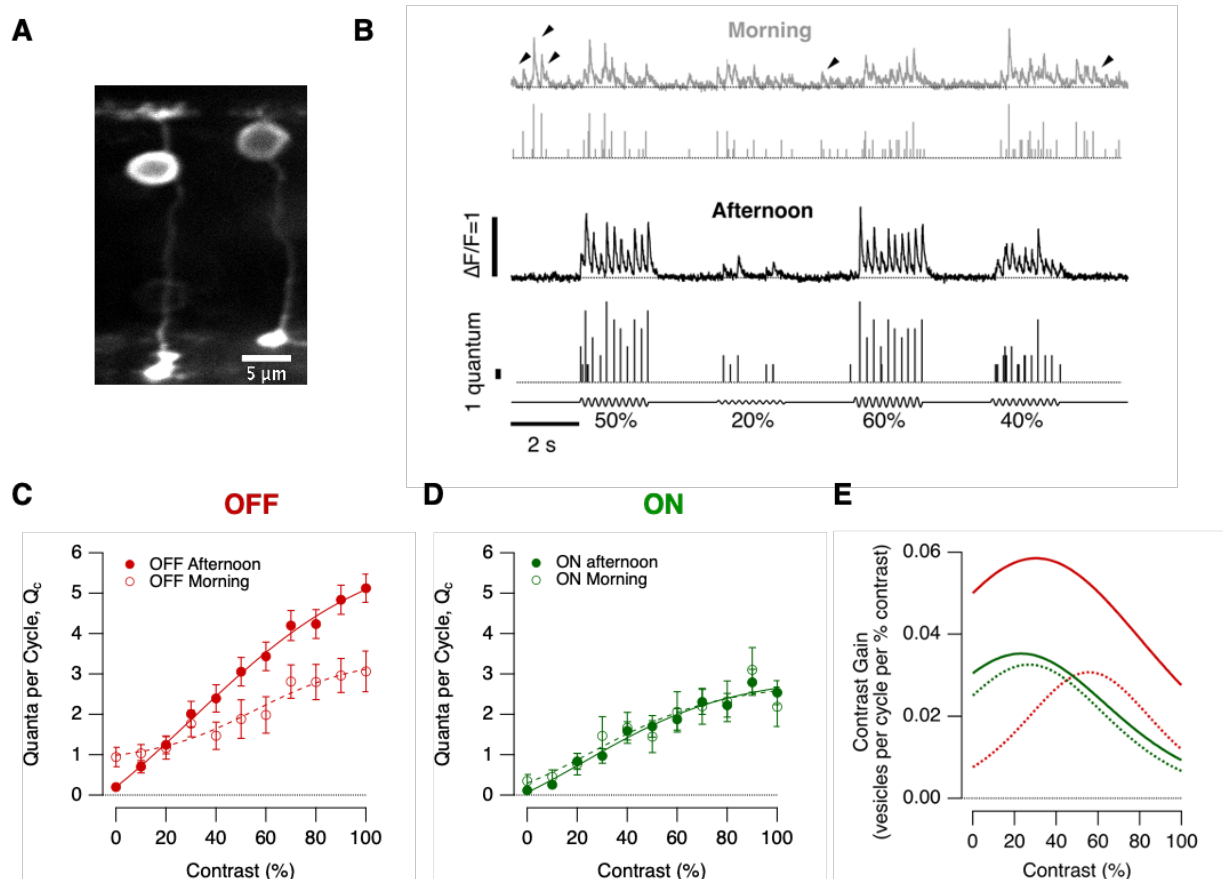 A
5 µm
B
Morning
Afternoon
ΔF/F=1
1 quantum
50%
20%
60%
40%
2 s
C
OFF
OFF Afternoon
OFF Morning
Quanta per Cycle, Qc
6
5
4
3
2
1
0
0 20 40 60 80 100
Contrast (%)
D
ON
ON afternoon
ON Morning
Quanta per Cycle, Qc
6
5
4
3
2
1
0
0 20 40 60 80 100
Contrast (%)
E
Contrast Gain
(vesicles per cycle per % contrast)
0.06
0.04
0.02
0.00
0 20 40 60 80 100
Contrast (%)